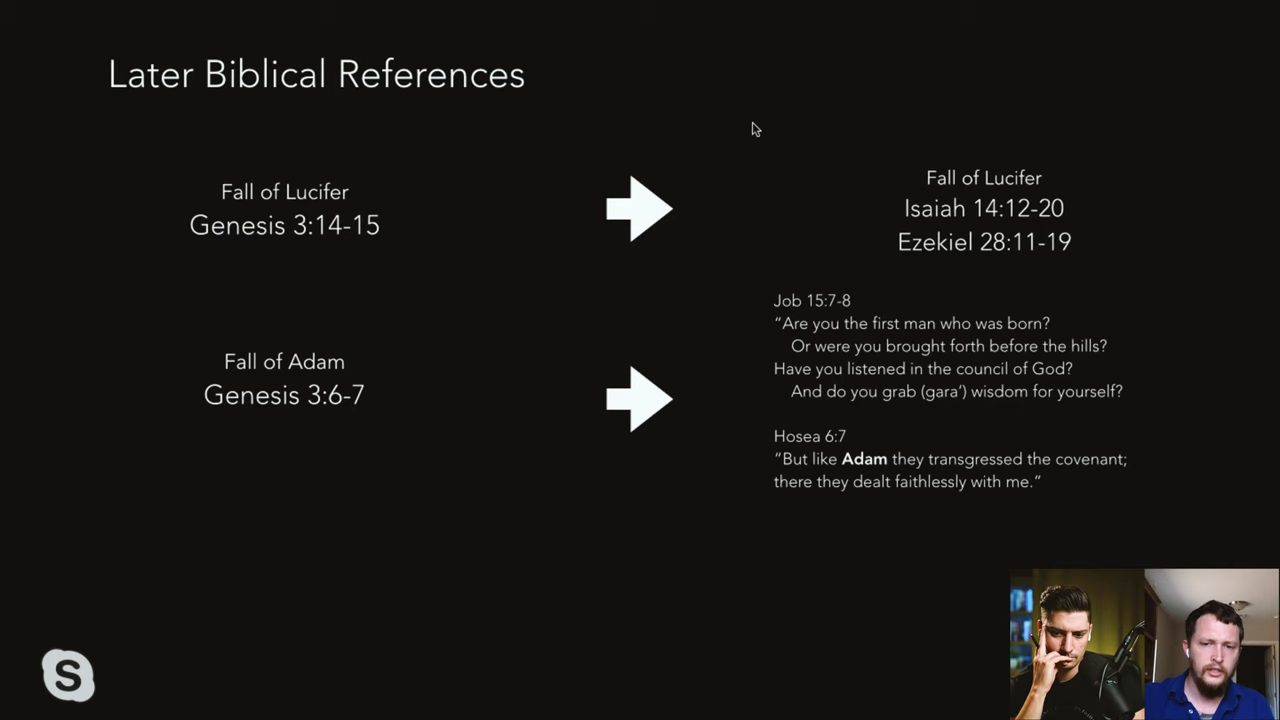 Later Biblical References
Fall of Lucifer
Genesis 3:14-15
Fall of Lucifer
Isaiah 14:12-20
Ezekiel 28:11-19
Fall of Adam
Genesis 3:6-7
Job 15:7-8
“Are you the first man who was born?
Or were you brought forth before the hills?
Have you listened in the council of God?
And do you grab (gara’) wisdom for yourself?
Hosea 6:7
“But like Adam they transgressed the covenant;
there they dealt faithlessly with me.“
S